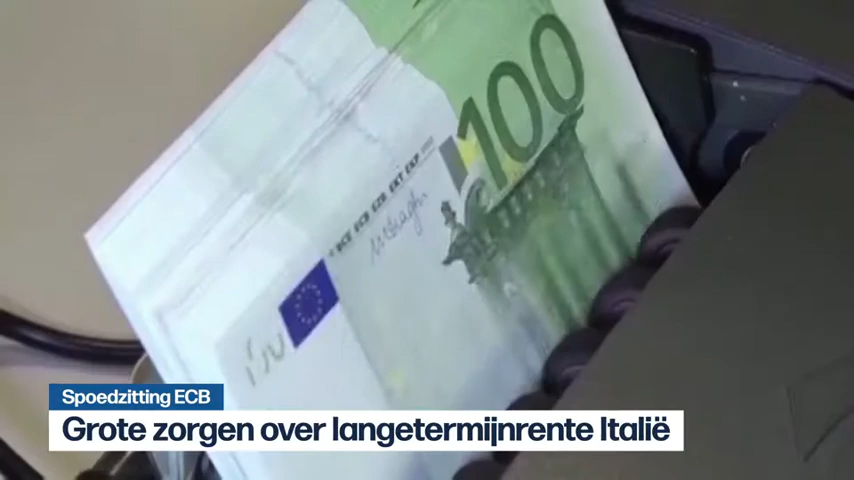 100
BCE ECB EZB EKT EKP
Spoedzitting ECB
Grote zorgen over langetermijnrente Italië